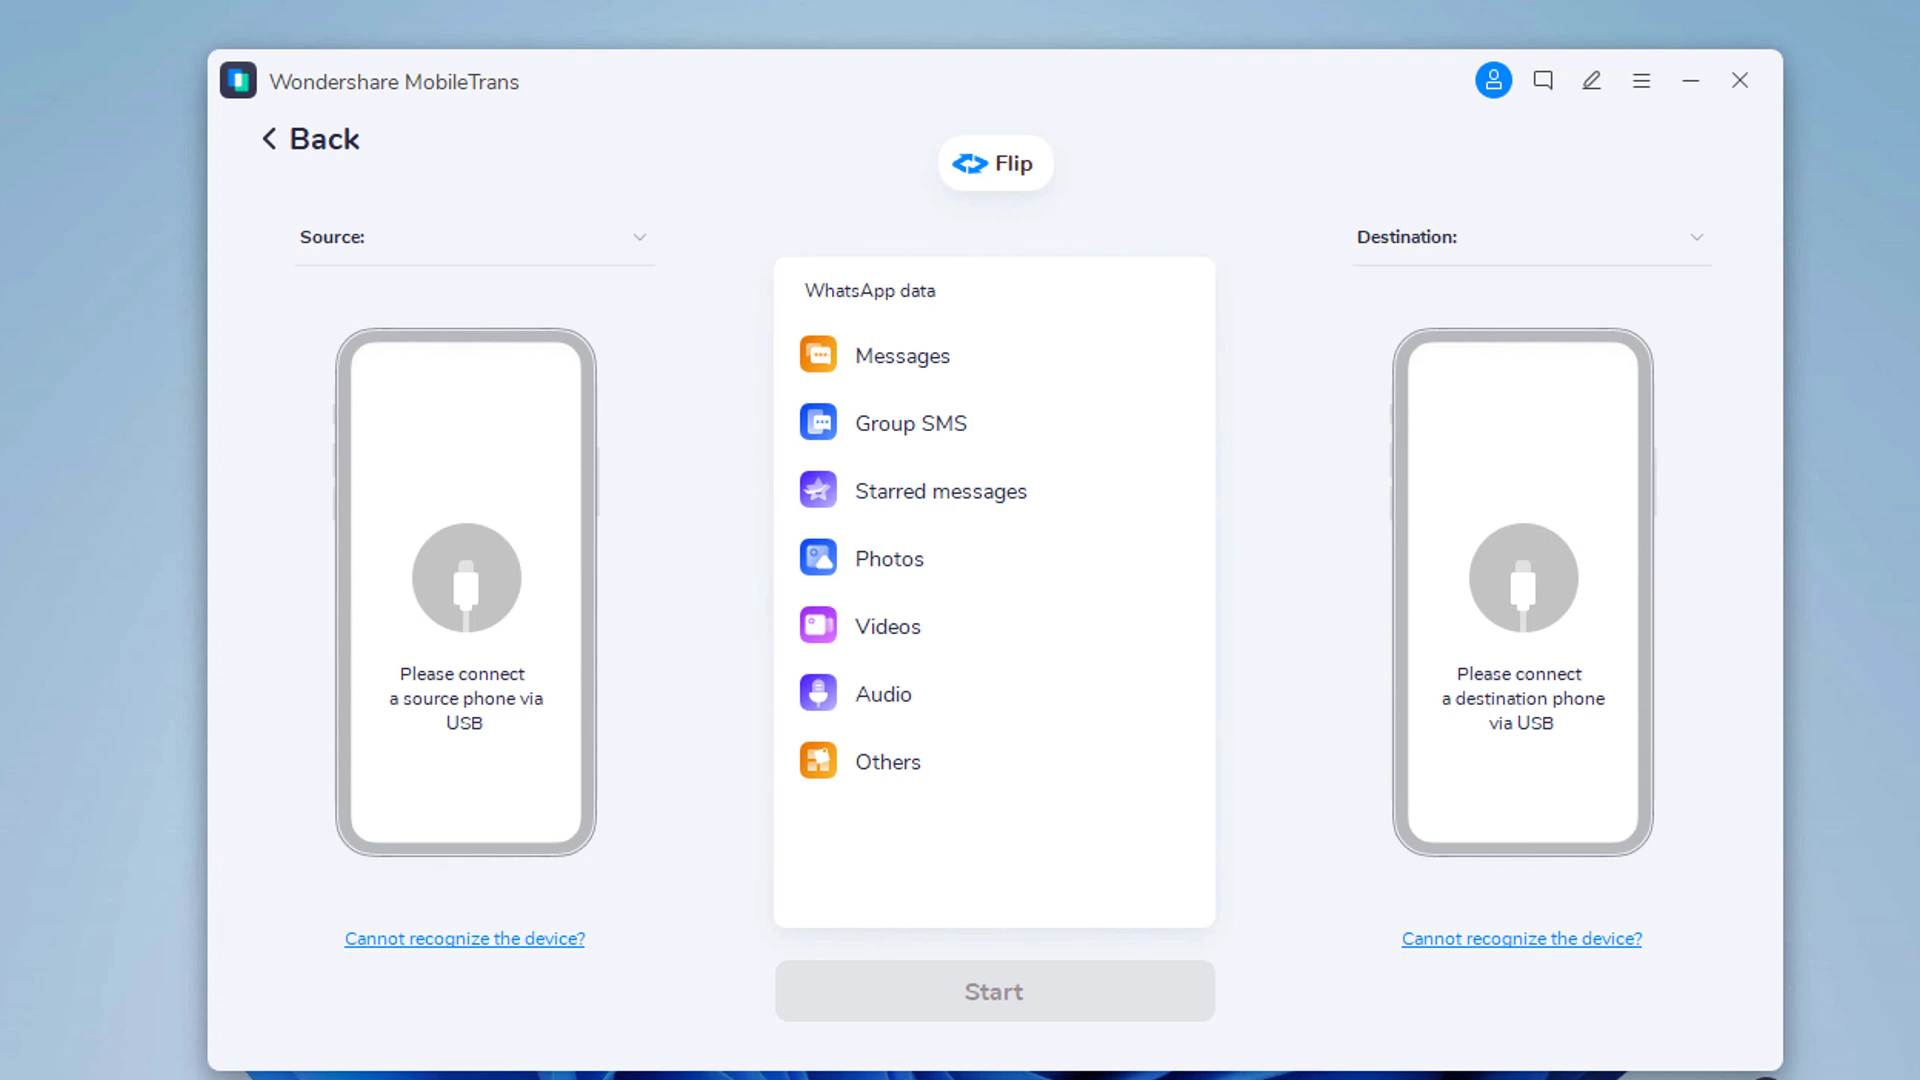 Wondershare MobileTrans
Back
Flip
Source:
Destination:
WhatsApp data
Messages
Group SMS
Starred messages
Photos
Videos
Audio
Others
Please connect
a source phone via
USB
Please connect
a destination phone
via USB
Cannot recognize the device?
Cannot recognize the device?
Start